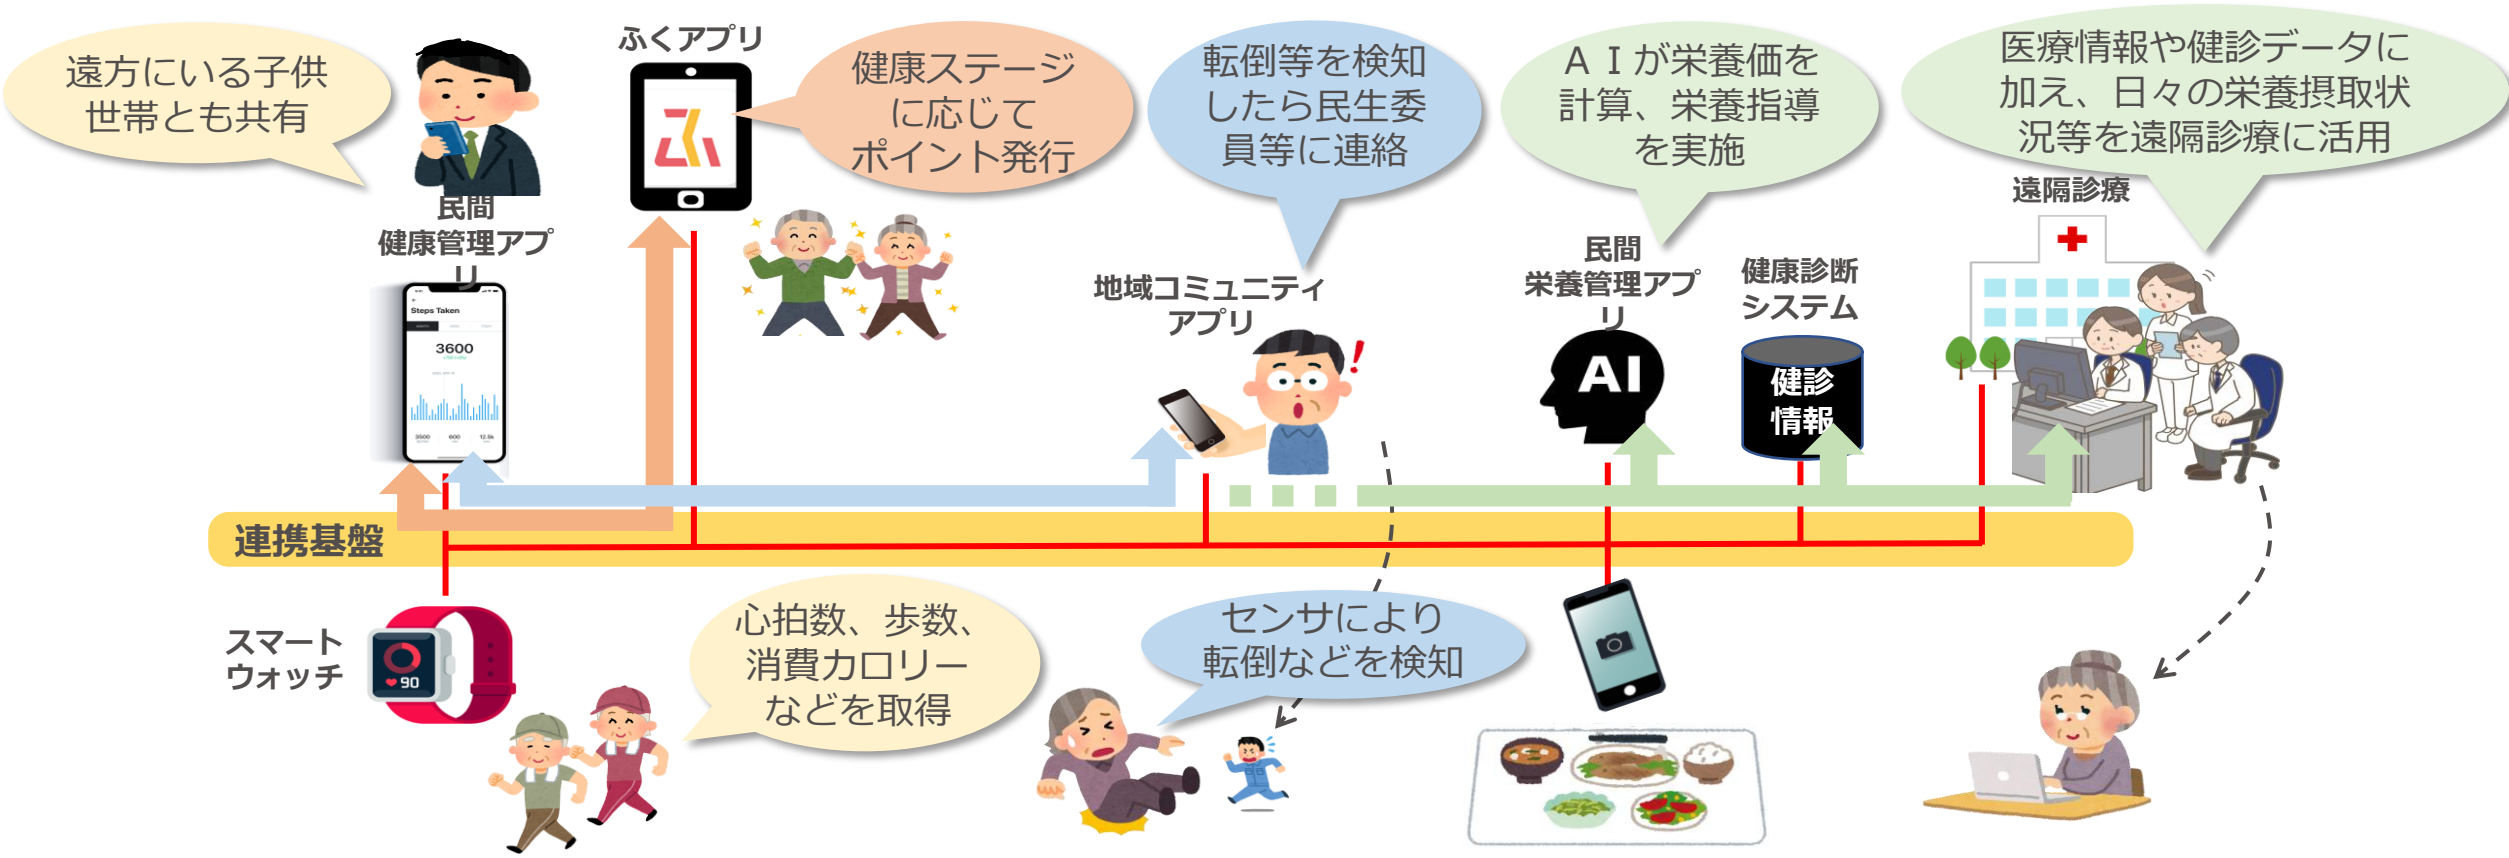 遠方にいる子供
世帯とも共有
民間
健康管理アプ
リ
Steps Taken
3600
3500
600
12.5k
ふくアプリ
健康ステージ
に応じて
ポイント発行
転倒等を検知
したら民生委
員等に連絡
地域コミュニティ
アプリ
!
ＡＩが栄養価を
計算、栄養指導
を実施
民間
栄養管理アプ
リ
AI
健康診断
システム
健診
情報
医療情報や健診データに
加え、日々の栄養摂取状
況等を遠隔診療に活用
遠隔診療
連携基盤
スマート
ウォッチ
90
心拍数、歩数、
消費カロリー
などを取得
センサにより
転倒などを検知